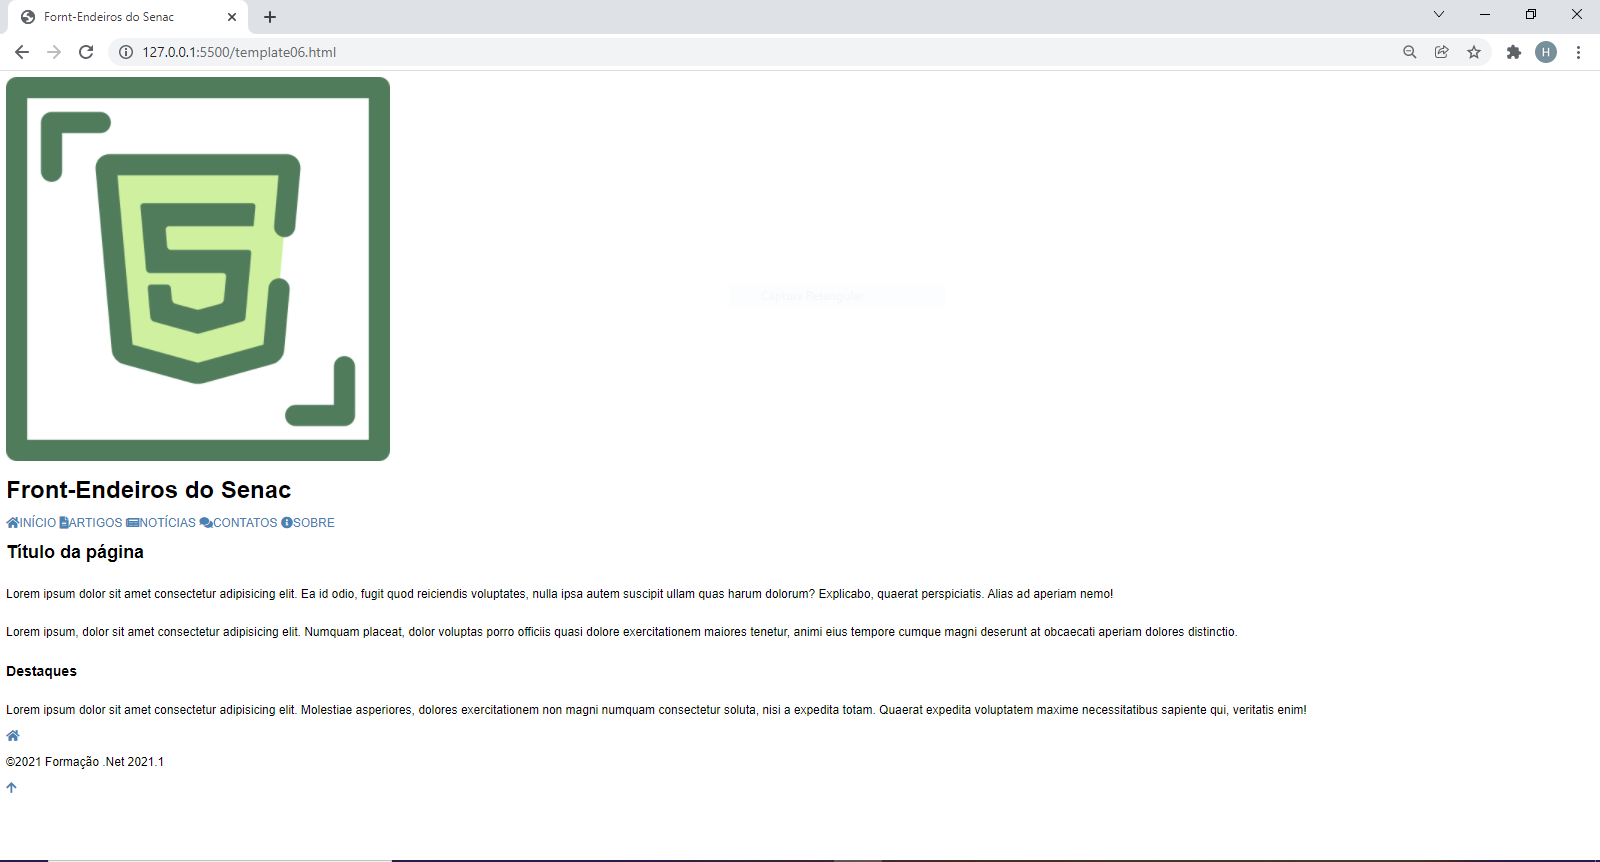 Fornt-Endeiros do Senac
127.0.0.1:5500/template06.html
H
5
Front-Endeiros do Senac
INÍCIO ARTIGOS NOTÍCIAS CONTATOS SOBRE
Título da página
Lorem ipsum dolor sit amet consectetur adipisicing elit. Ea id odio, fugit quod reiciendis voluptates, nulla ipsa autem suscipit ullam quas harum dolorum? Explicabo, quaerat perspiciatis. Alias ad aperiam nemo!
Lorem ipsum, dolor sit amet consectetur adipisicing elit. Numquam placeat, dolor voluptas porro officiis quasi dolore exercitationem maiores tenetur, animi eius tempore cumque magni deserunt at obcaecati aperiam dolores distinctio.
Destaques
Lorem ipsum dolor sit amet consectetur adipisicing elit. Molestiae asperiores, dolores exercitationem non magni numquam consectetur soluta, nisi a expedita totam. Quaerat expedita voluptatem maxime necessitatibus sapiente qui, veritatis enim!
©2021 Formação .Net 2021.1